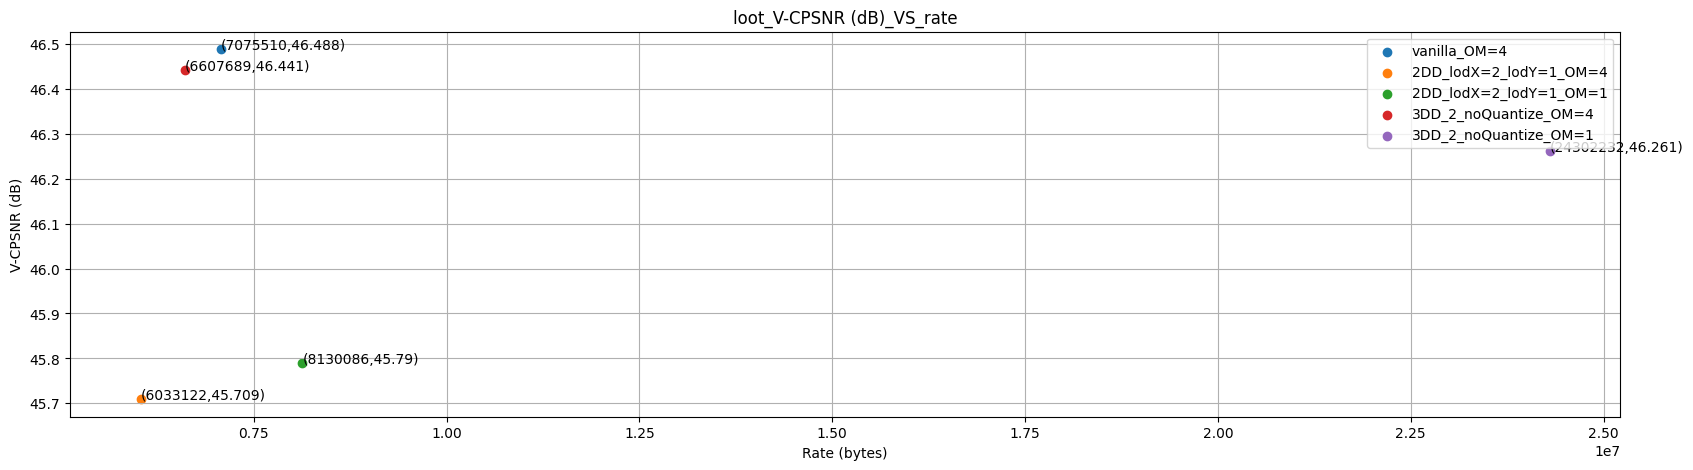 loot_V-CPSNR (dB)_VS_rate
46.5
46.4
46.3
46.2
46.1
46.0
45.9
45.8
45.7
V-CPSNR (dB)
(7075510,46.488)
(6607689,46.441)
(24302232,46.261)
(8130086,45.79)
(6033122,45.709)
vanilla_OM=4
2DD_lodX=2_lodY=1_OM=4
2DD_lodX=2_lodY=1_OM=1
3DD_2_noQuantize_OM=4
3DD_2_noQuantize_OM=1
0.75 1.00 1.25 1.50 1.75 2.00 2.25 2.50
1e7
Rate (bytes)